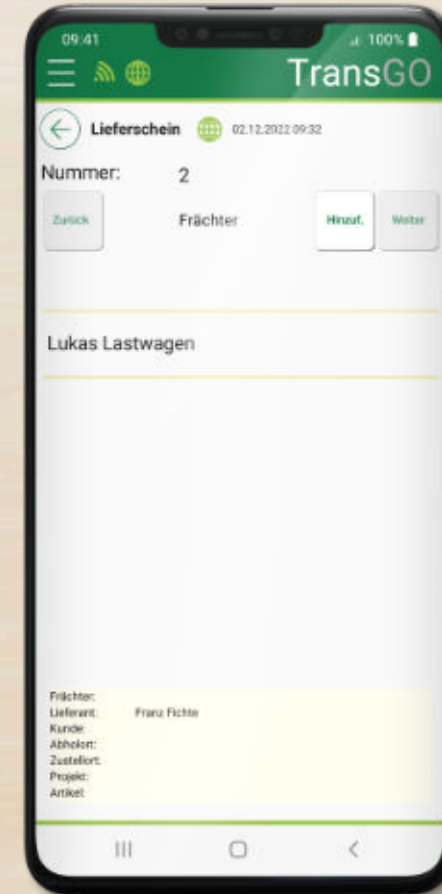 09:41 100%
TransGO
Lieferschein 02.12.2022 09:32
Nummer: 2
Zurück Frächter Hinzuf. Weiter
Lukas Lastwagen
Frächter:
Lieferant: Franz Fichte
Kunde:
Abholort:
Zustellort:
Projekt:
Artikel: